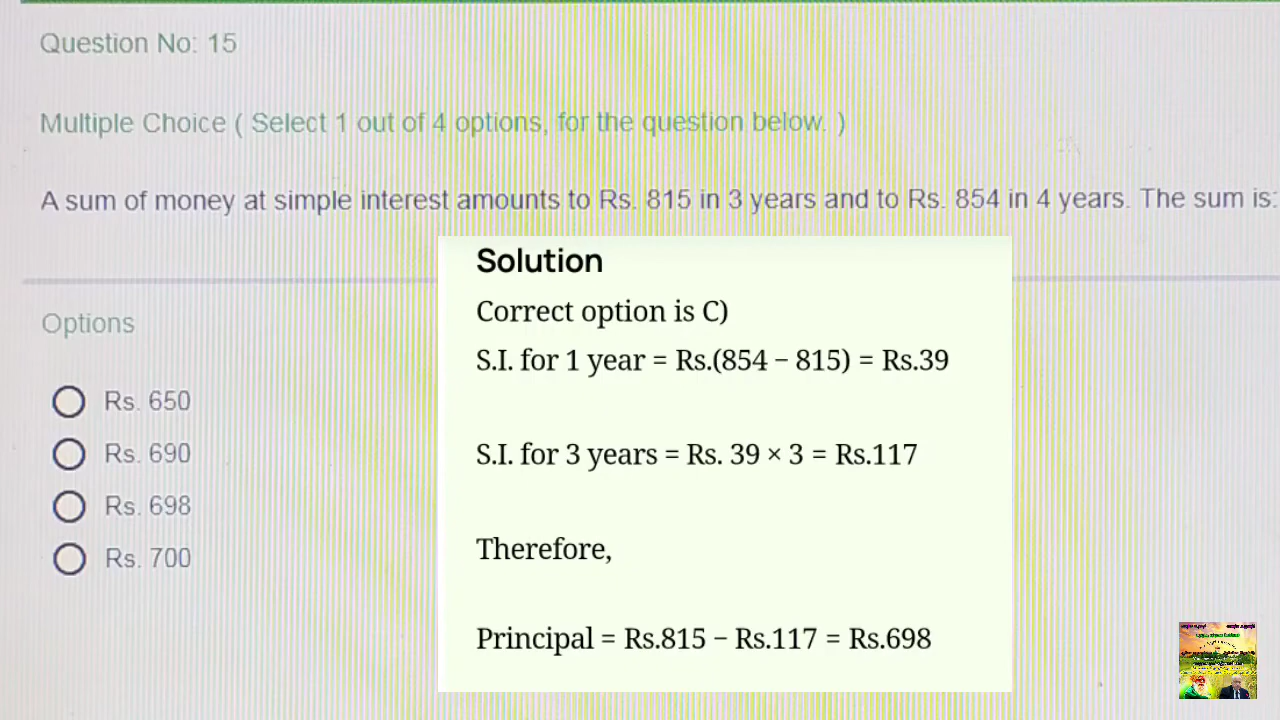 Question No: 15
Multiple Choice ( Select 1 out of 4 options, for the question below. )
A sum of money at simple interest amounts to Rs. 815 in 3 years and to Rs. 854 in 4 years. The sum is:
Solution
Correct option is C)
S.I. for 1 year = Rs.(854 − 815) = Rs.39
S.I. for 3 years = Rs. 39 × 3 = Rs.117
Therefore,
Principal = Rs.815 − Rs.117 = Rs.698
Options
Rs. 650
Rs. 690
Rs. 698
Rs. 700